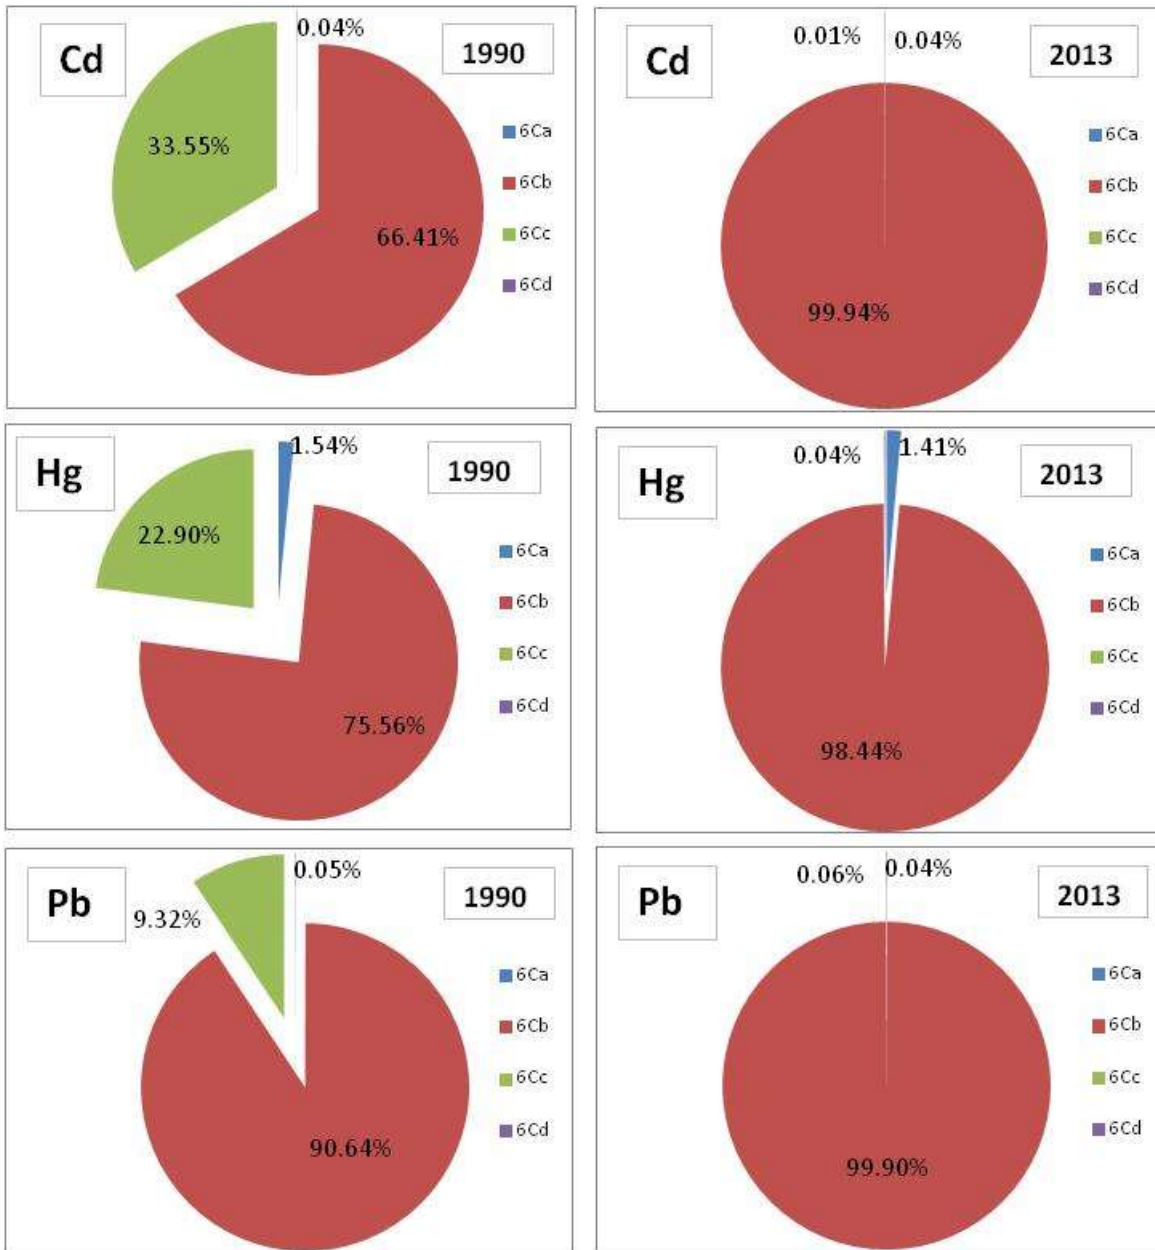 Cd
0.04%
1990
33.55%
66.41%
6Ca
6Cb
6Cc
6Cd
Cd
0.01%
0.04%
2013
99.94%
6Ca
6Cb
6Cc
6Cd
Hg
1.54%
1990
22.90%
75.56%
6Ca
6Cb
6Cc
6Cd
Hg
0.04%
1.41%
2013
98.44%
6Ca
6Cb
6Cc
6Cd
Pb
0.05%
1990
9.32%
90.64%
6Ca
6Cb
6Cc
6Cd
Pb
0.06%
0.04%
2013
99.90%
6Ca
6Cb
6Cc
6Cd